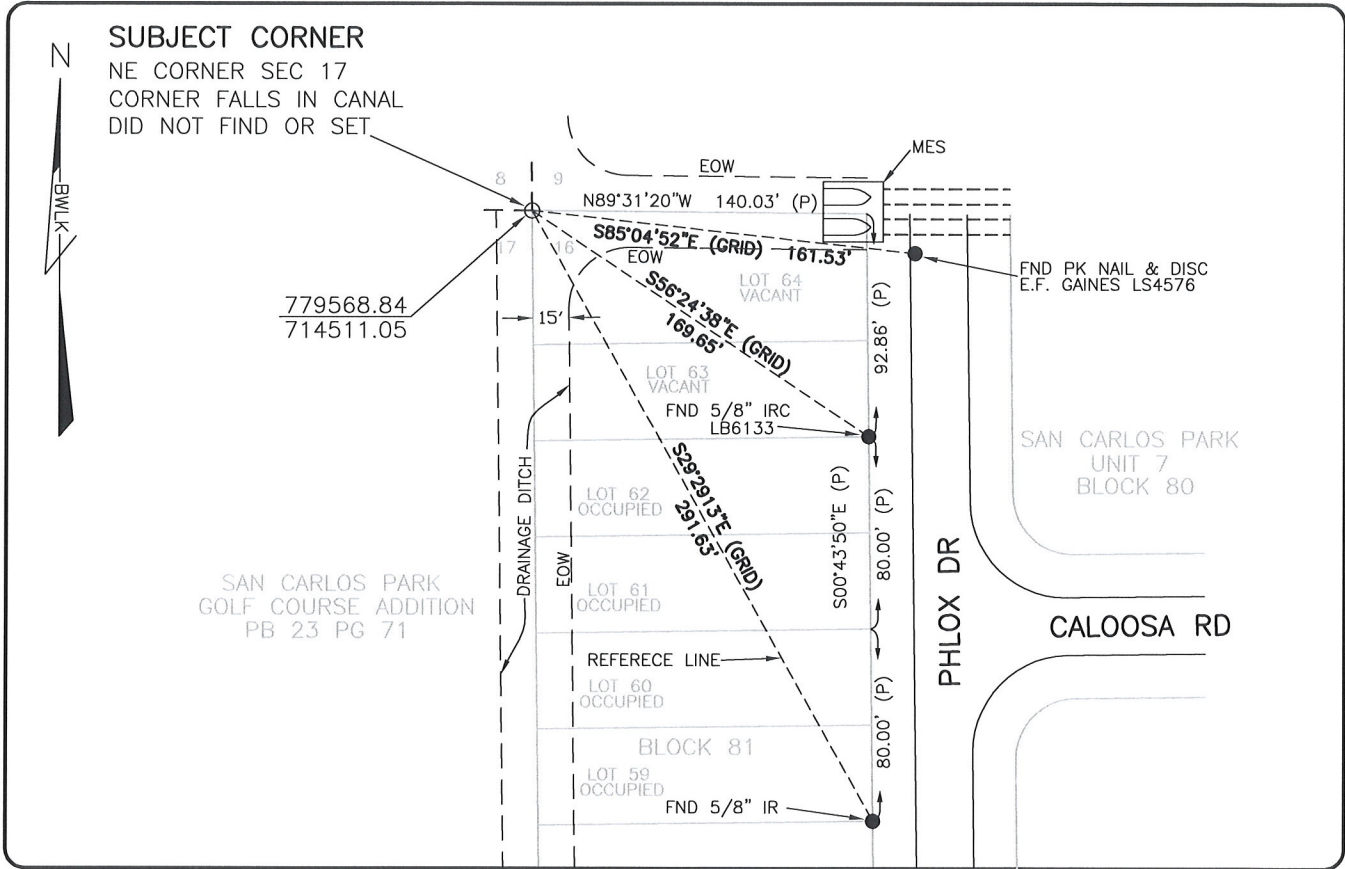 SUBJECT CORNER
NE CORNER SEC 17
CORNER FALLS IN CANAL
DID NOT FIND OR SET
N
BWLK
MES
EOW
8
9
N89°31'20"W 140.03' (P)
S85°04'52"E (GRID) 161.53'
17
16
EOW
FND PK NAIL & DISC
E.F. GAINES LS4576
LOT 64
VACANT
S56°24'38"E (GRID)
169.65'
779568.84
714511.05
15'
92.86' (P)
LOT 63
VACANT
FND 5/8" IRC
LB6133
SAN CARLOS PARK
UNIT 7
BLOCK 80
S29°2913"E (GRID)
291.63'
DRAINAGE DITCH
LOT 62
OCCUPIED
S00°43'50"E (P)
80.00' (P)
EOW
SAN CARLOS PARK
GOLF COURSE ADDITION
PB 23 PG 71
LOT 61
OCCUPIED
PHLOX DR
CALOOSA RD
REFERECE LINE
LOT 60
OCCUPIED
80.00' (P)
BLOCK 81
LOT 59
OCCUPIED
FND 5/8" IR